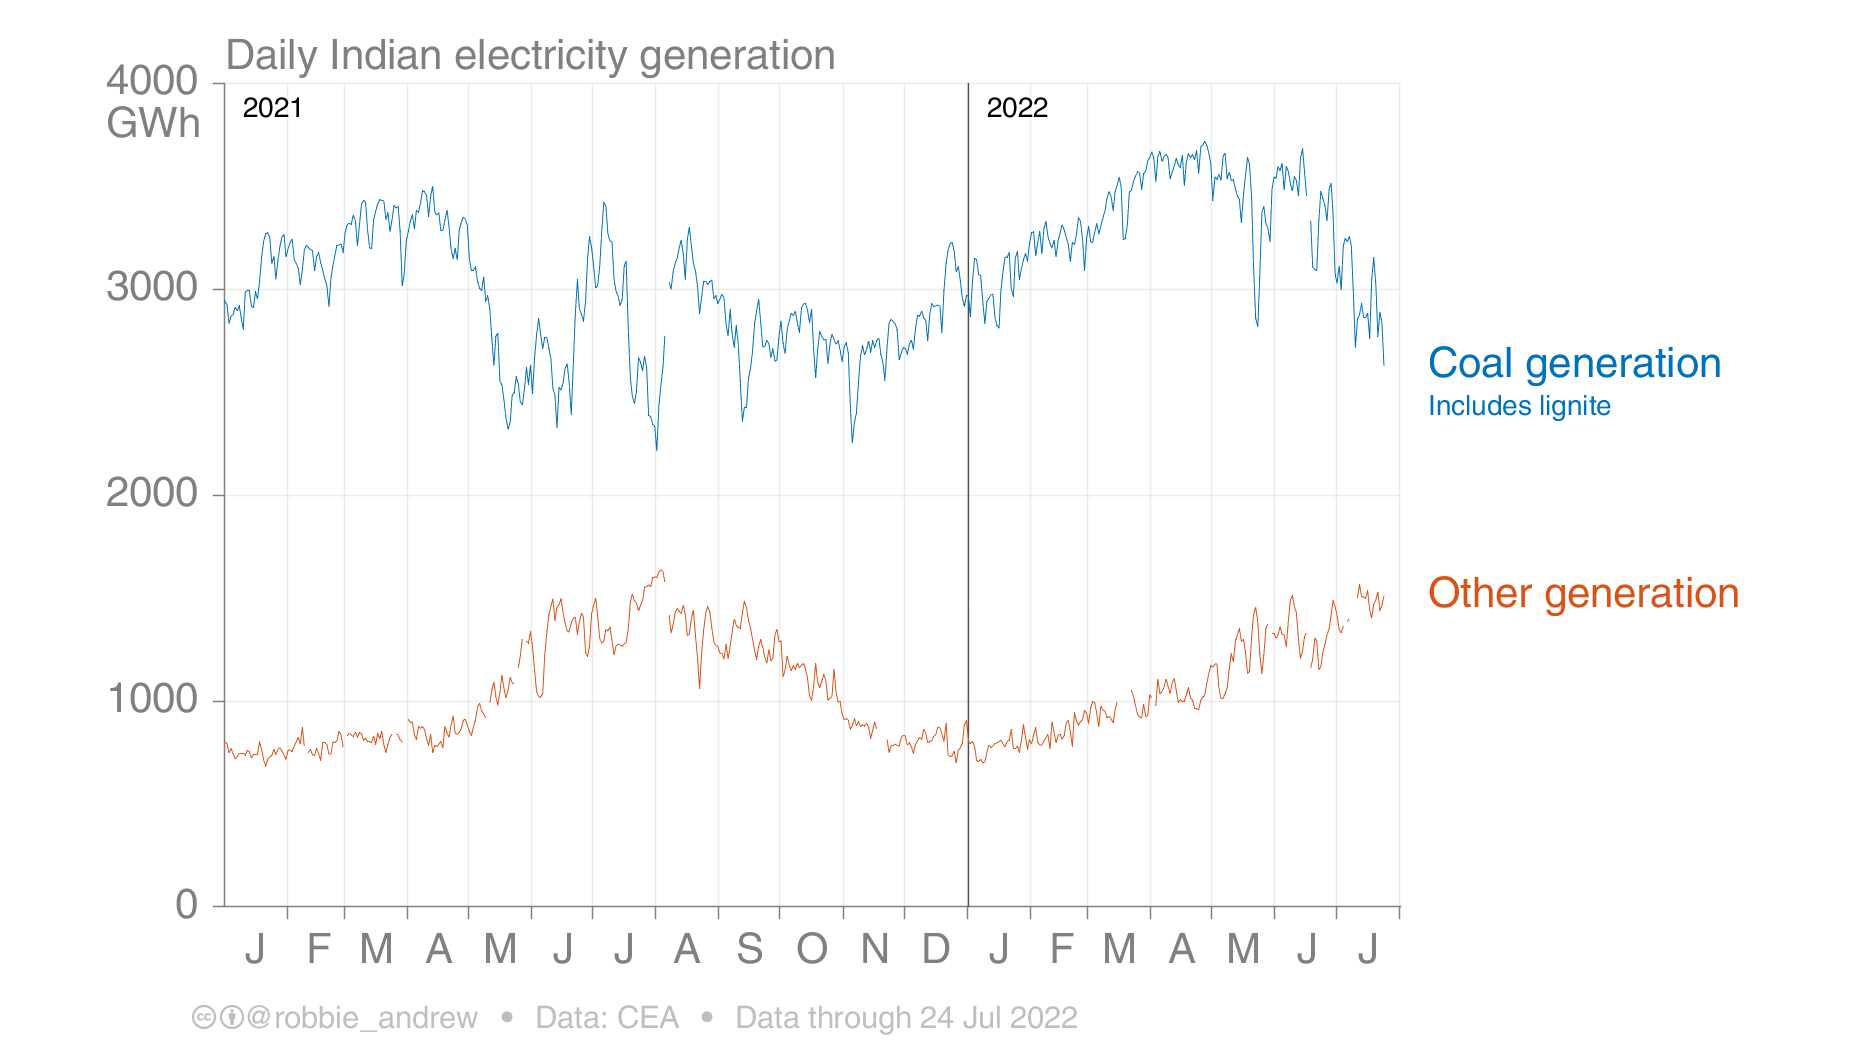 Daily Indian electricity generation
4000
GWh
2021
2022
3000
Coal generation
Includes lignite
2000
Other generation
1000
0
J F M A M J J A S O N D J F M A M J J
@robbie_andrew • Data: CEA • Data through 24 Jul 2022